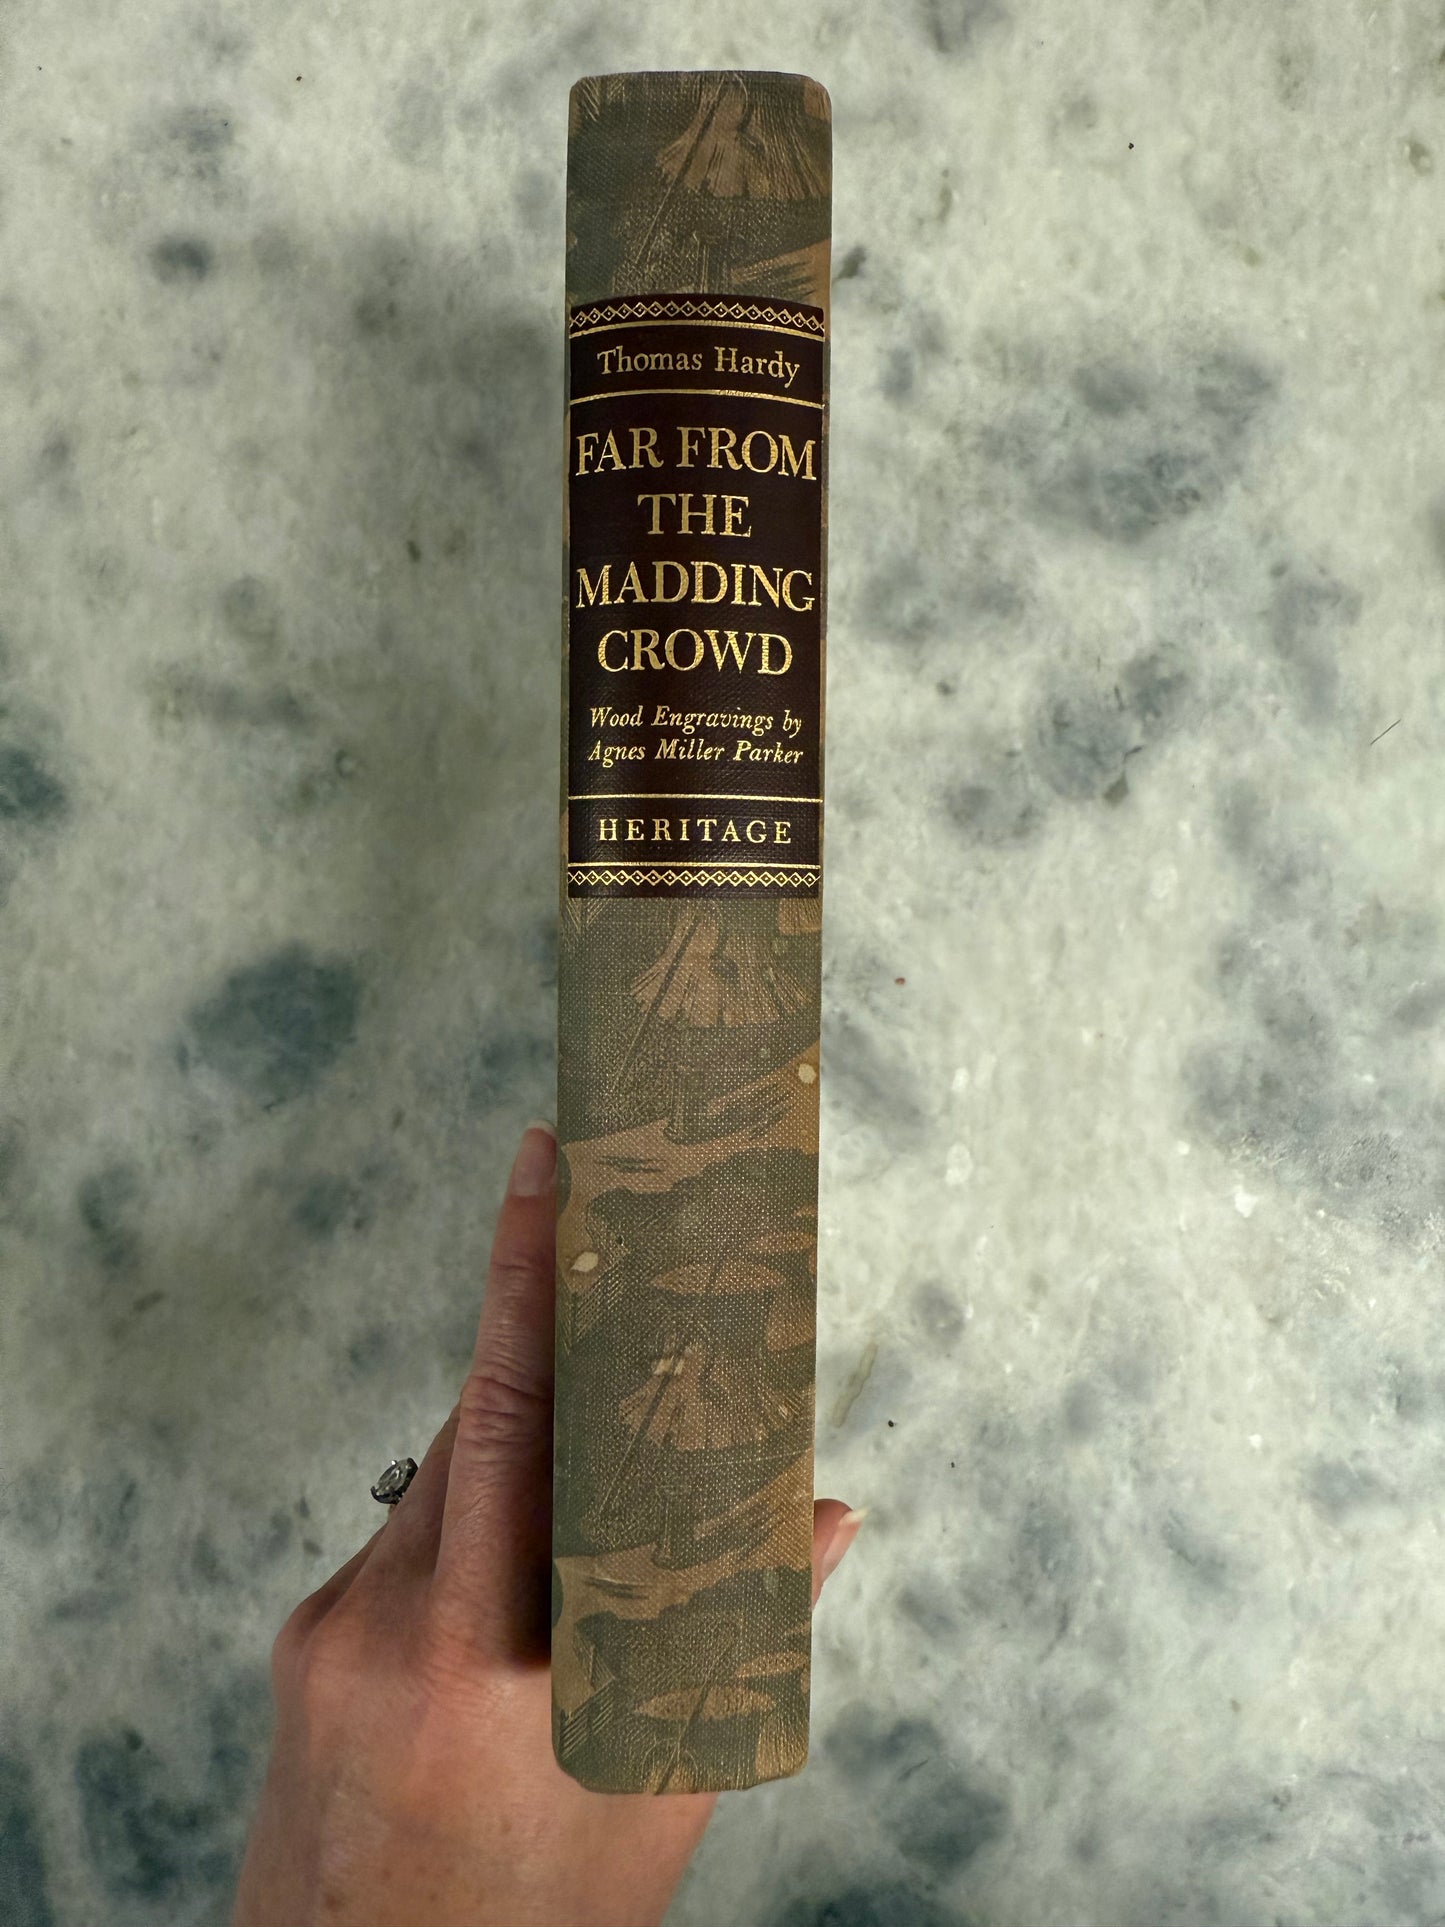 Thomas Hardy
FAR FROM
THE
MADDING
CROWD
Wood Engravings by
Agnes Miller Parker
HERITAGE